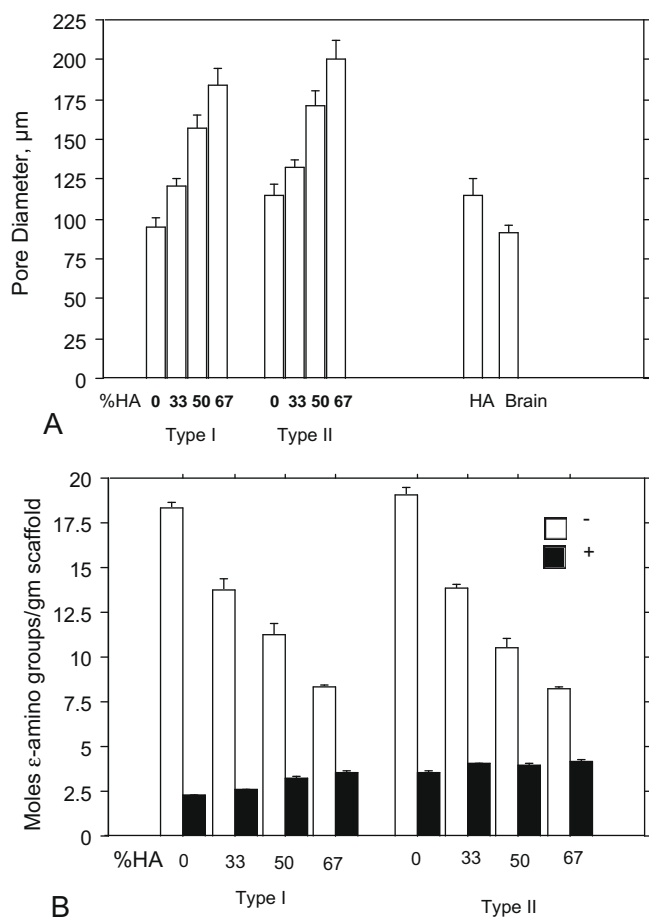 225
200
175
150
125
100
75
50
25
0
Pore Diameter, µm
%HA 0 33 50 67 0 33 50 67 HA Brain
A
Type I Type II
20
17.5
15
12.5
10
7.5
5
2.5
0
Moles ε-amino groups/gm scaffold
-
+
%HA 0 33 50 67 0 33 50 67
Type I Type II
B